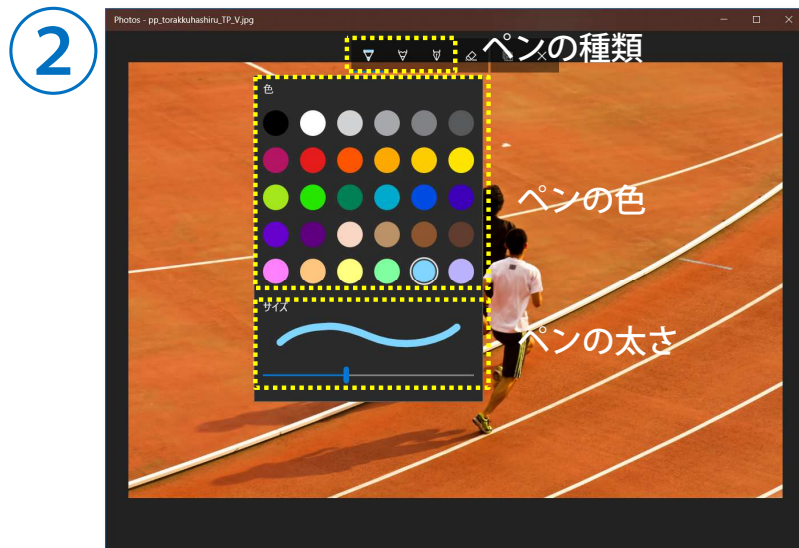 2
Photos - pp_torakkuhashiru_TP_V.jpg
ペンの種類
色
ペンの色
サイズ
ペンの太さ